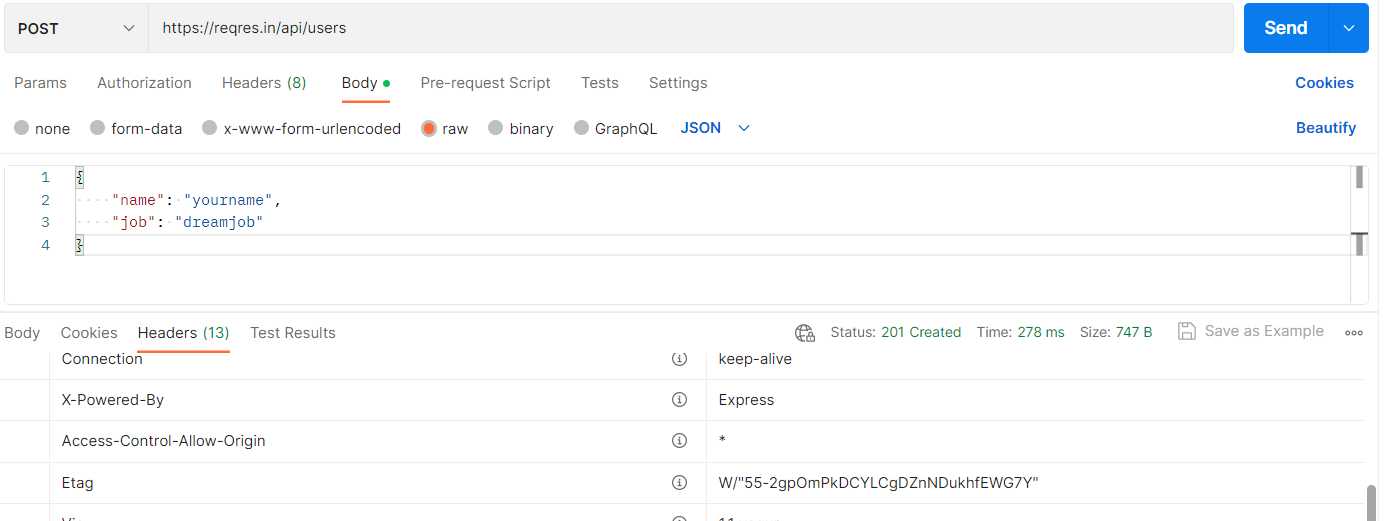 POST https://reqres.in/api/users Send
Params Authorization Headers (8) Body Pre-request Script Tests Settings Cookies
none form-data x-www-form-urlencoded raw binary GraphQL JSON Beautify
1 {
2 "name": "yourname",
3 "job": "dreamjob"
4 }
Body Cookies Headers (13) Test Results Status: 201 Created Time: 278 ms Size: 747 B Save as Example
Connection keep-alive
X-Powered-By Express
Access-Control-Allow-Origin *
Etag W/"55-2gpOmPkDCYLCgDZnNDukhfEWG7Y"